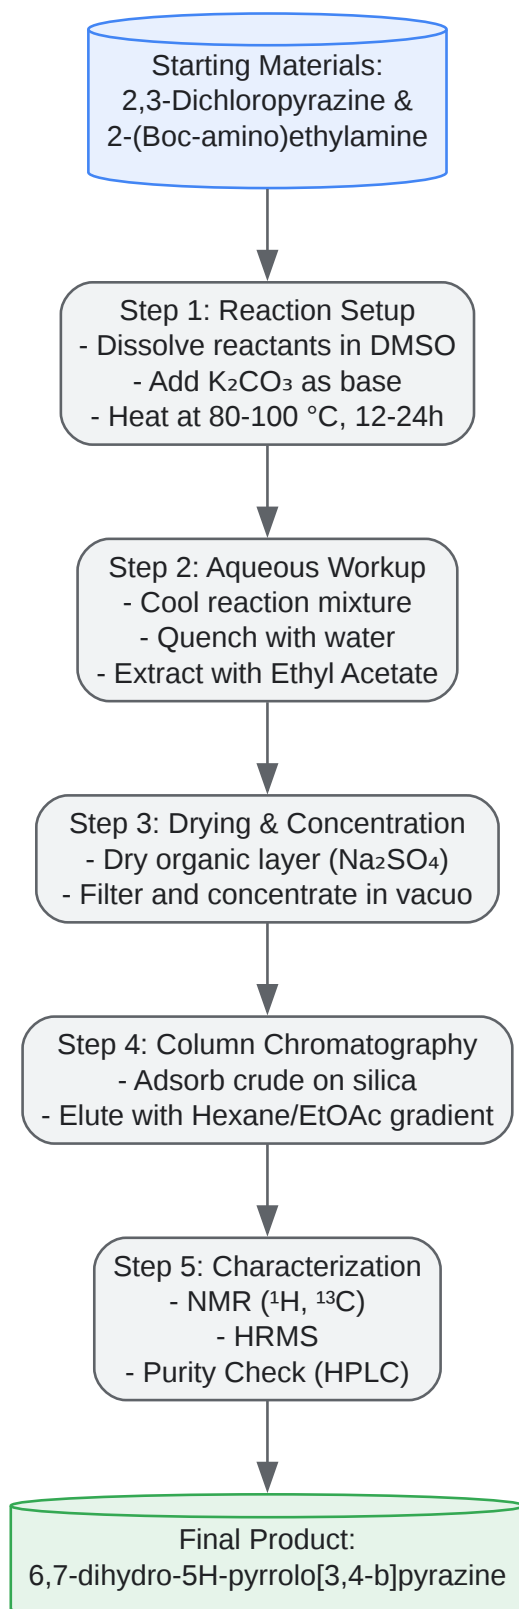 Starting Materials:
2,3-Dichloropyrazine &
2-(Boc-amino)ethylamine
Step 1: Reaction Setup
- Dissolve reactants in DMSO
- Add K₂CO₃ as base
- Heat at 80-100 °C, 12-24h
Step 2: Aqueous Workup
- Cool reaction mixture
- Quench with water
- Extract with Ethyl Acetate
Step 3: Drying & Concentration
- Dry organic layer (Na₂SO₄)
- Filter and concentrate in vacuo
Step 4: Column Chromatography
- Adsorb crude on silica
- Elute with Hexane/EtOAc gradient
Step 5: Characterization
- NMR (¹H, ¹³C)
- HRMS
- Purity Check (HPLC)
Final Product:
6,7-dihydro-5H-pyrrolo[3,4-b]pyrazine